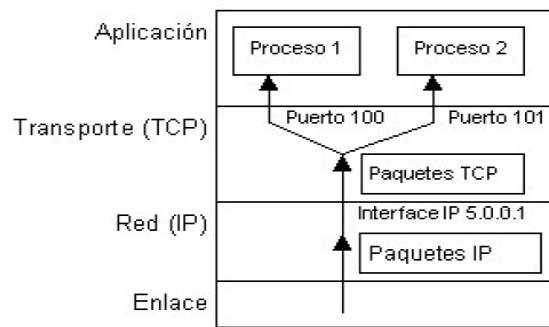 Aplicación
Proceso 1
Proceso 2
Puerto 100
Puerto 101
Transporte (TCP)
Paquetes TCP
Interface IP 5.0.0.1
Red (IP)
Paquetes IP
Enlace